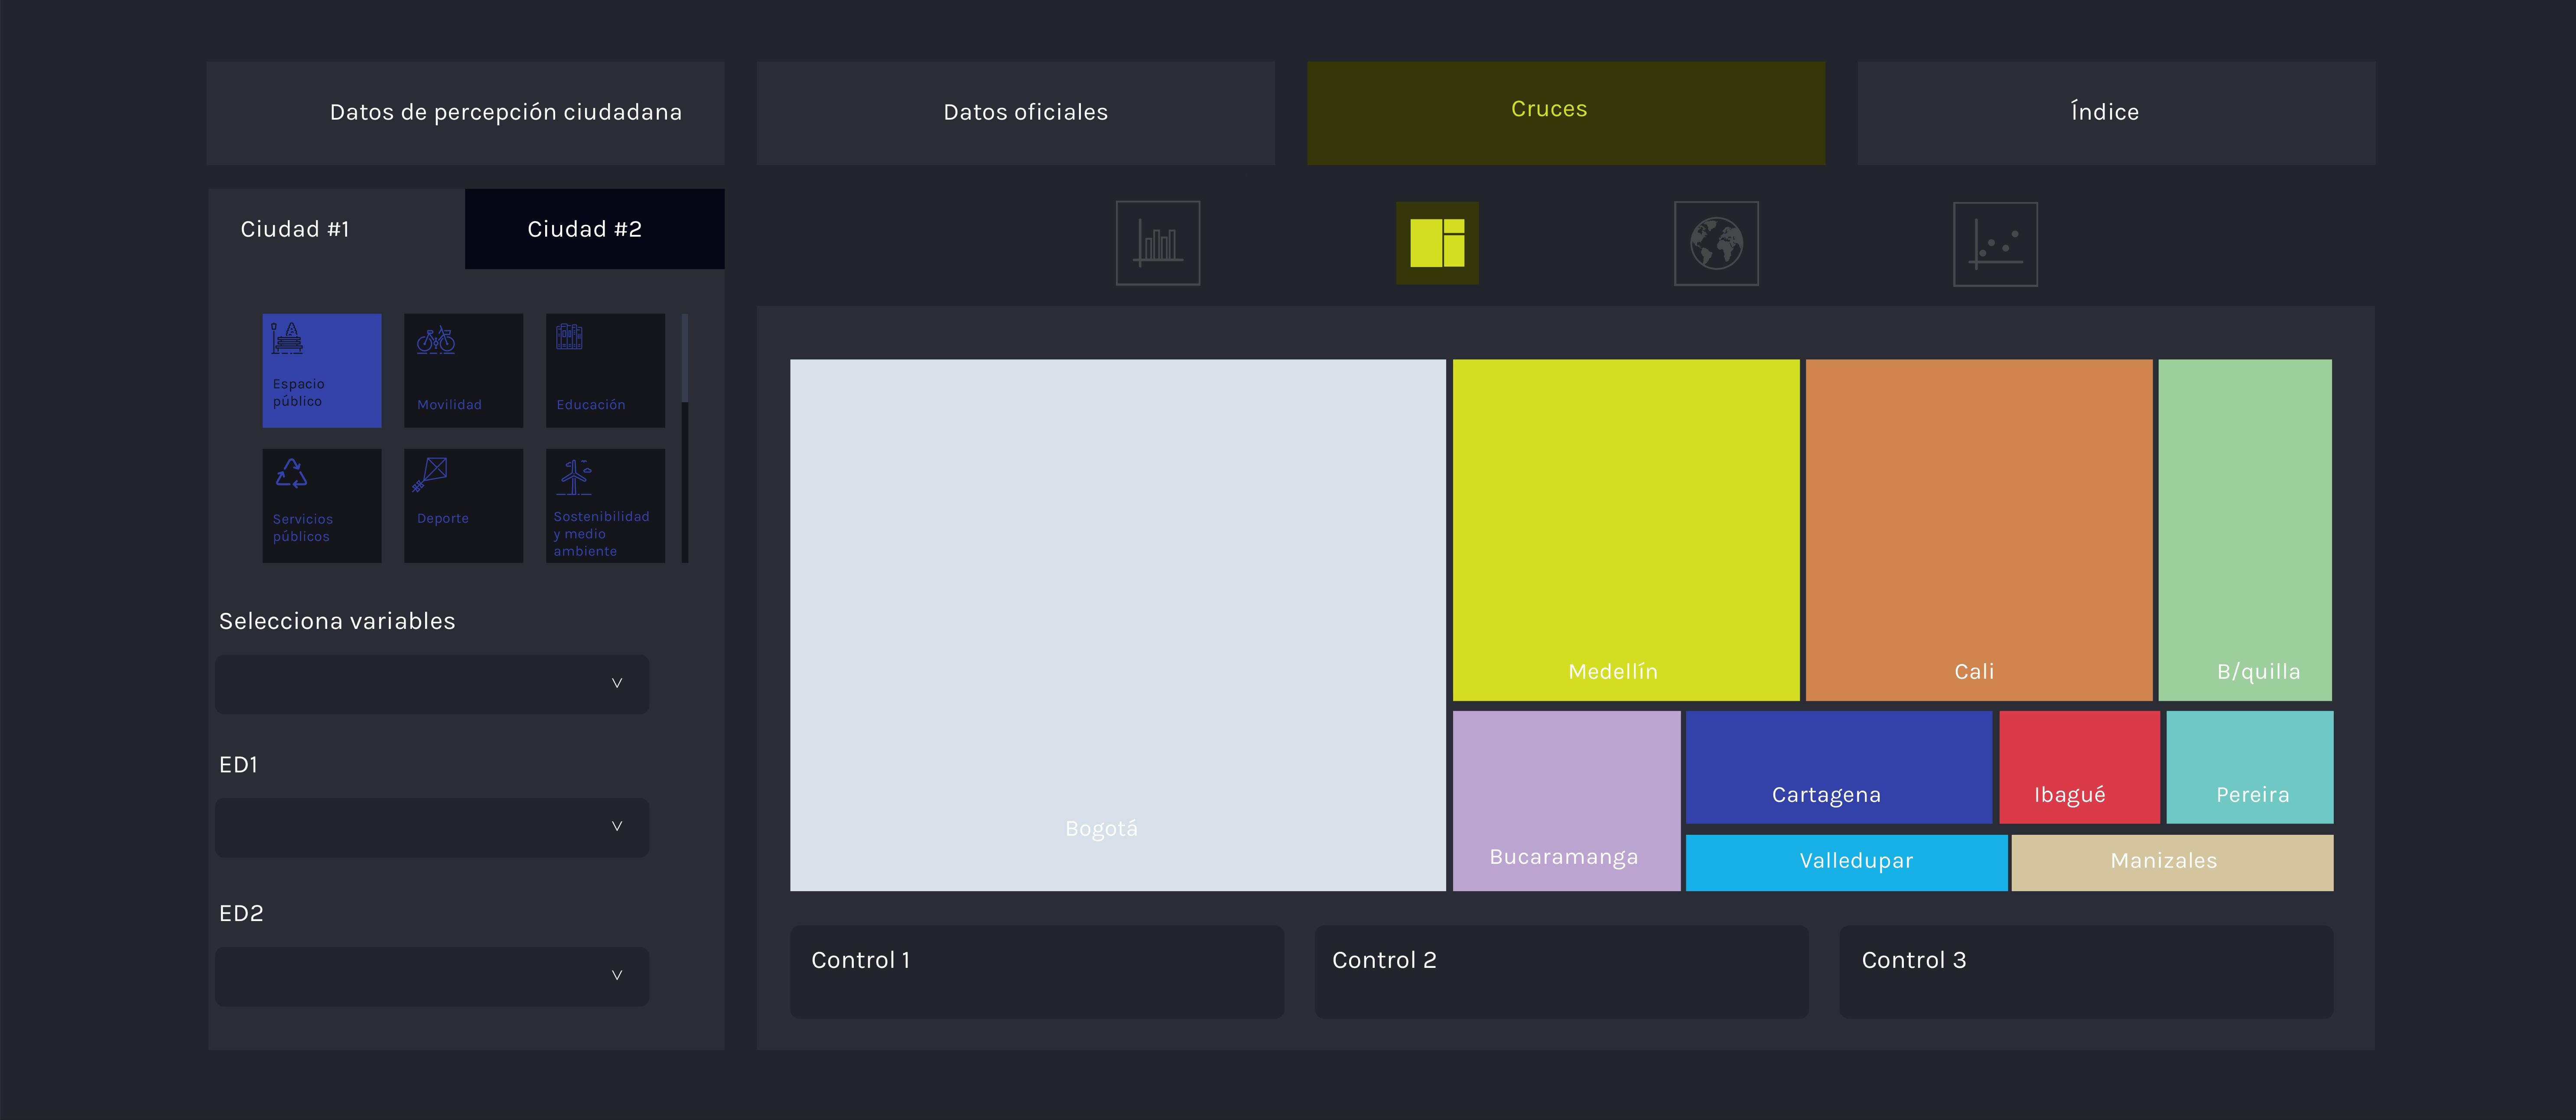 Datos de percepción ciudadana
Datos oficiales
Cruces
Índice
Ciudad #1
Ciudad #2
Espacio
público
Movilidad
Educación
Servicios
públicos
Deporte
Sostenibilidad
y medio
ambiente
Selecciona variables
ED1
ED2
Bogotá
Medellín
Cali
B/quilla
Bucaramanga
Cartagena
Ibagué
Pereira
Valledupar
Manizales
Control 1
Control 2
Control 3